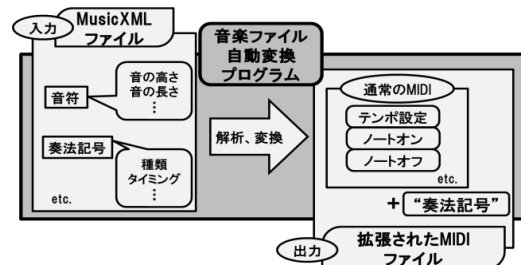 入力
MusicXML
ファイル
音符
音の高さ
音の長さ
⋮
奏法記号
種類
タイミング
⋮
etc.
音楽ファイル
自動変換
プログラム
解析、変換
通常のMIDI
テンポ設定
ノートオン
ノートオフ
etc.
+ “奏法記号”
出力
拡張されたMIDI
ファイル